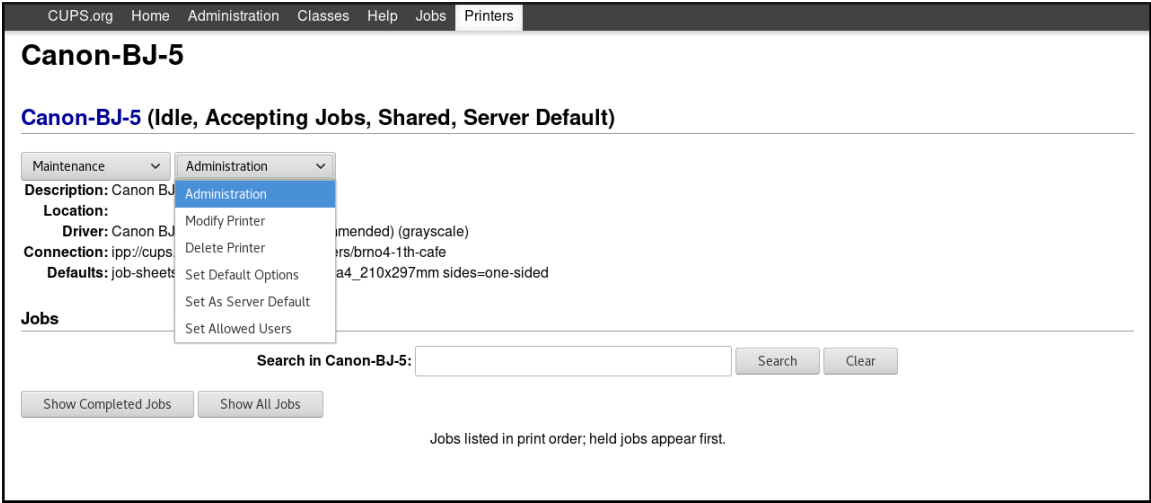 CUPS.org Home Administration Classes Help Jobs Printers
Canon-BJ-5
Canon-BJ-5 (Idle, Accepting Jobs, Shared, Server Default)
Maintenance Administration
Description: Canon BJ
Administration
Location:
Modify Printer
Driver: Canon BJ mmended) (grayscale)
Delete Printer
Connection: ipp://cups. ers/brno4-1th-cafe
Defaults: job-sheets a4_210x297mm sides=one-sided
Set Default Options
Set As Server Default
Jobs
Set Allowed Users
Search in Canon-BJ-5: Search Clear
Show Completed Jobs Show All Jobs
Jobs listed in print order; held jobs appear first.